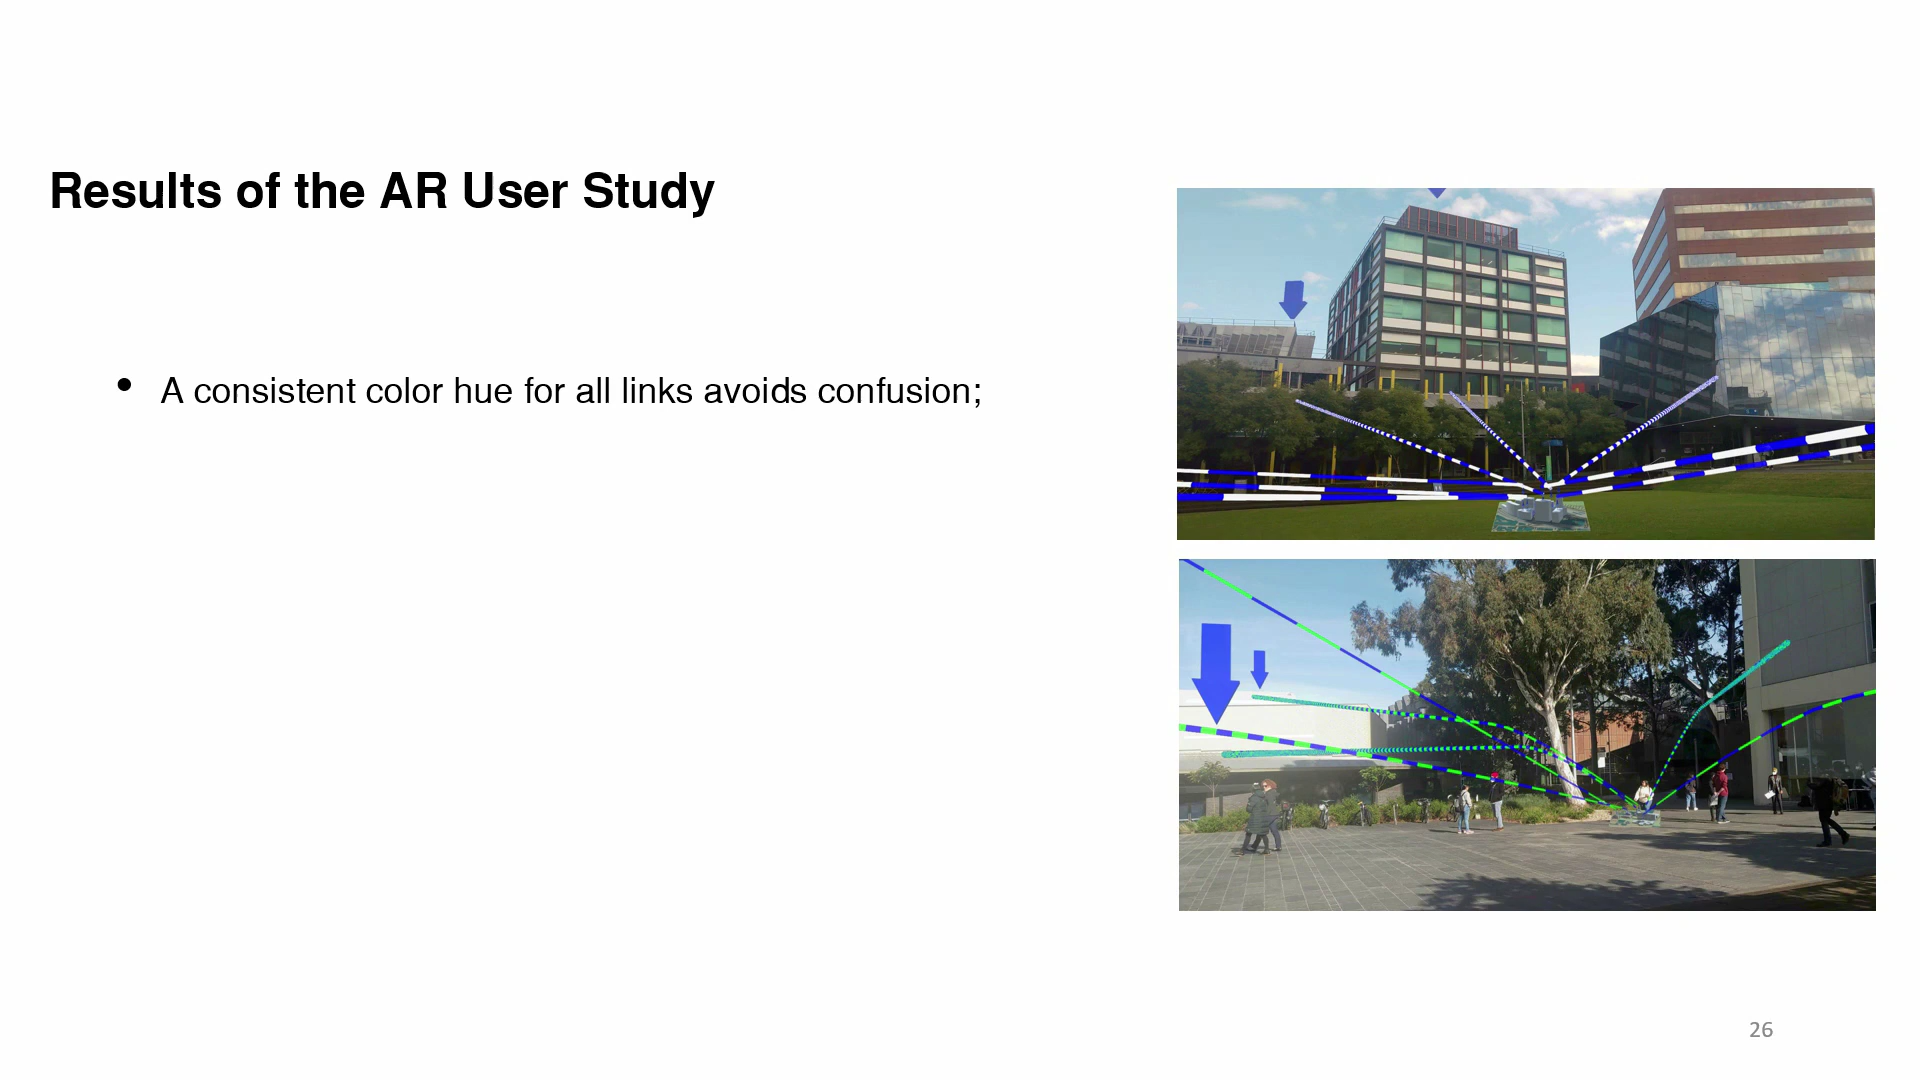 Results of the AR User Study
• A consistent color hue for all links avoids confusion;
26